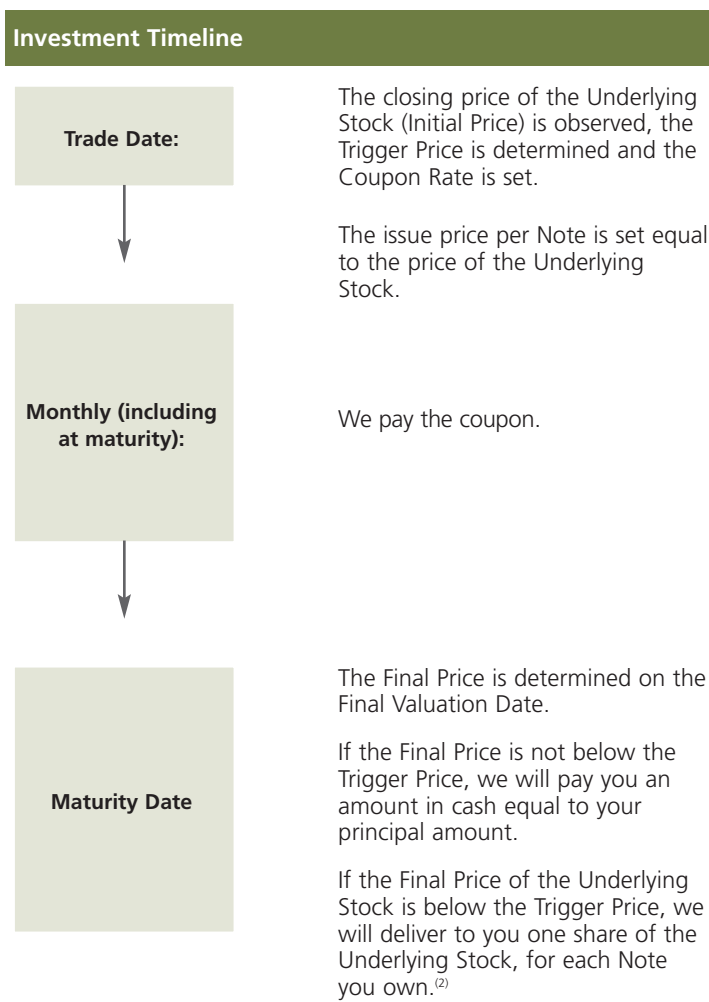 Investment Timeline
Trade Date:
The closing price of the Underlying
Stock (Initial Price) is observed, the
Trigger Price is determined and the
Coupon Rate is set.
The issue price per Note is set equal
to the price of the Underlying
Stock.
Monthly (including
at maturity):
We pay the coupon.
Maturity Date
The Final Price is determined on the
Final Valuation Date.
If the Final Price is not below the
Trigger Price, we will pay you an
amount in cash equal to your
principal amount.
If the Final Price of the Underlying
Stock is below the Trigger Price, we
will deliver to you one share of the
Underlying Stock, for each Note
you own.(2)